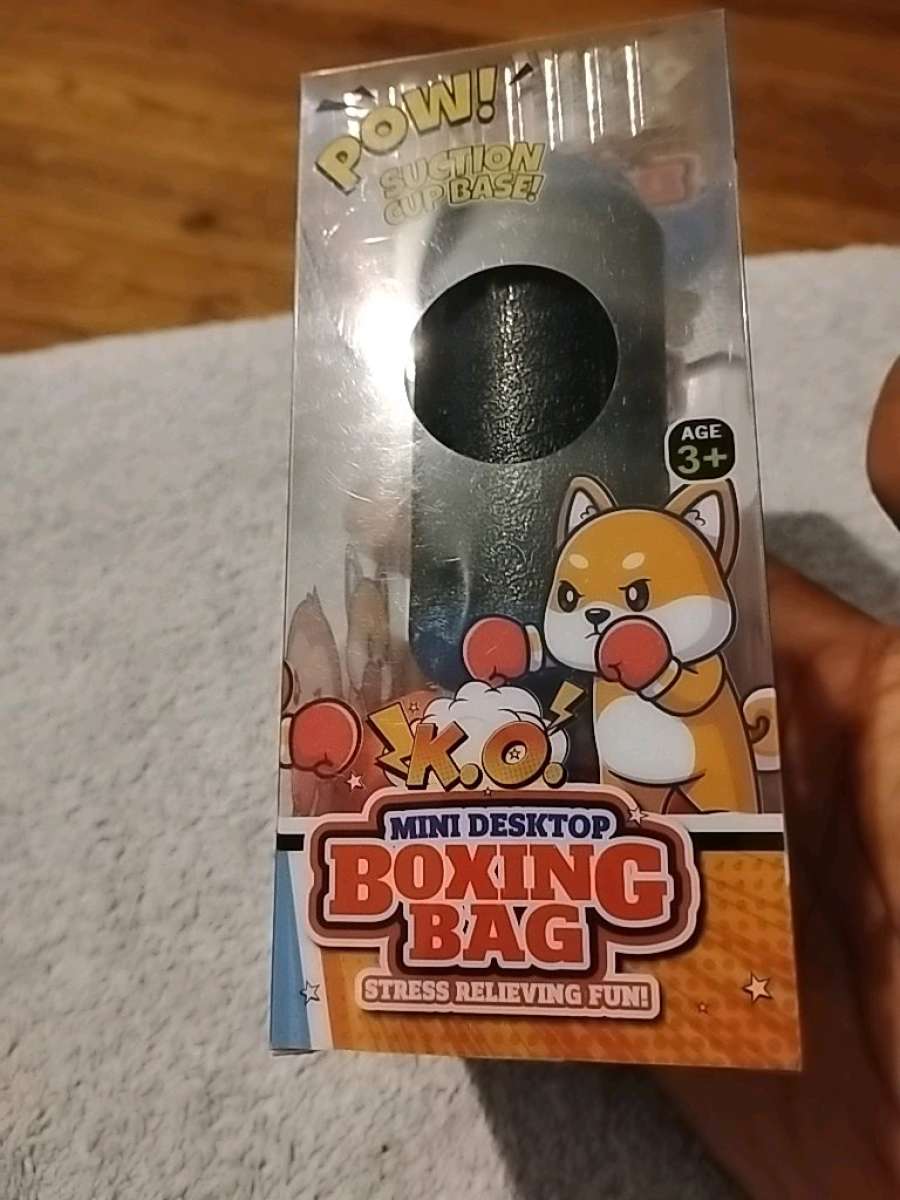 POW!
SUCTION
CUP BASE!
AGE
3+
K.O.
MINI DESKTOP
BOXING
BAG
STRESS RELIEVING FUN!